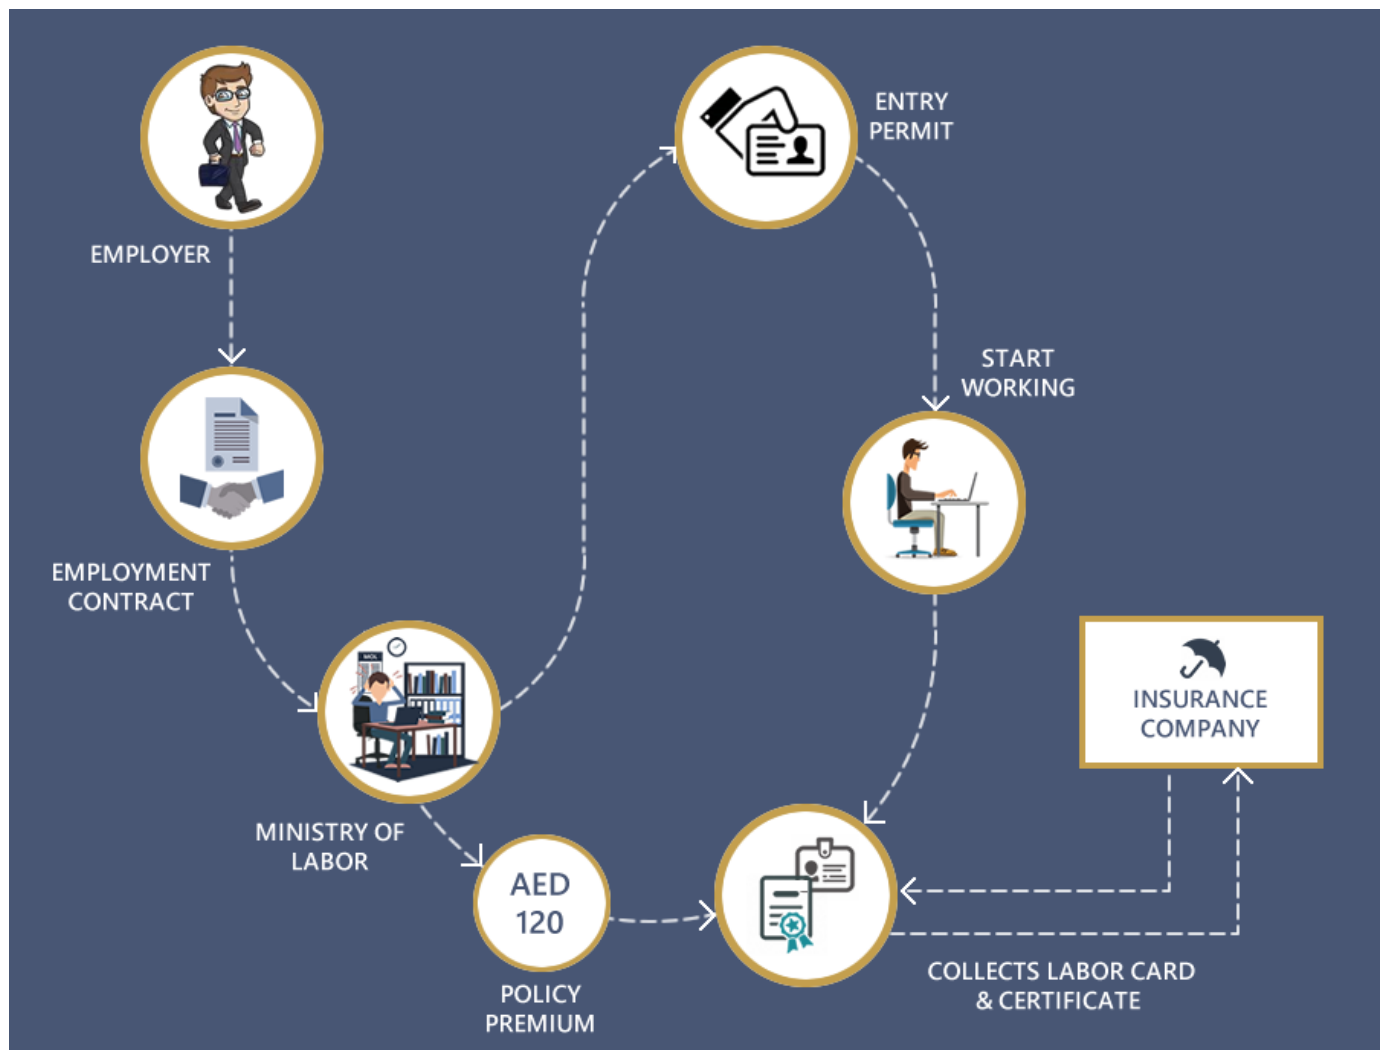 EMPLOYER
EMPLOYMENT
CONTRACT
MOL
MINISTRY OF
LABOR
AED
120
POLICY
PREMIUM
ENTRY
PERMIT
START
WORKING
INSURANCE
COMPANY
COLLECTS LABOR CARD
& CERTIFICATE